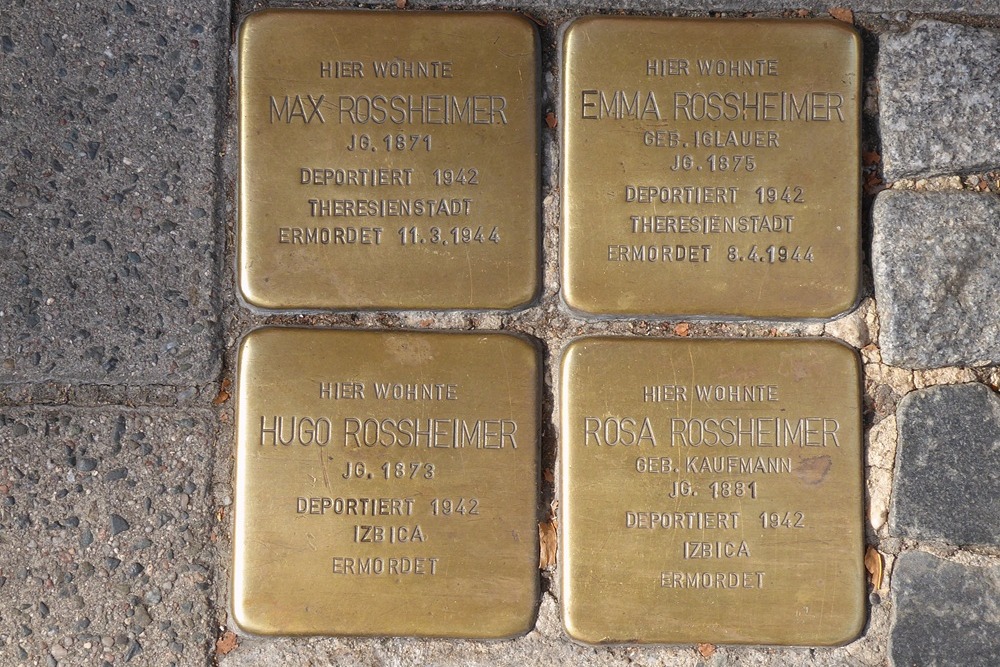 HIER WOHNTE
MAX ROSSHEIMER
JG. 1871
DEPORTIERT 1942
THERESIENSTADT
ERMORDET 11.3.1944
HIER WOHNTE
EMMA ROSSHEIMER
GEB. IGLAUER
JG. 1875
DEPORTIERT 1942
THERESIENSTADT
ERMORDET 8.4.1944
HIER WOHNTE
HUGO ROSSHEIMER
JG. 1873
DEPORTIERT 1942
IZBICA
ERMORDET
HIER WOHNTE
ROSA ROSSHEIMER
GEB. KAUFMANN
JG. 1881
DEPORTIERT 1942
IZBICA
ERMORDET